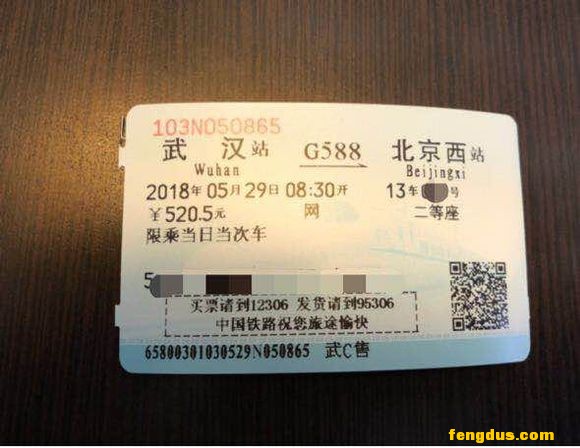 103N050865
武汉站 G588 北京西站
Wuhan Beijingxi
2018年05月29日08:30开 13车 号
￥520.5元 网 二等座
限乘当日当次车
5
买票请到12306 发货请到95306
中国铁路祝您旅途愉快
65800301030529N050865 武C售
fengdus.com